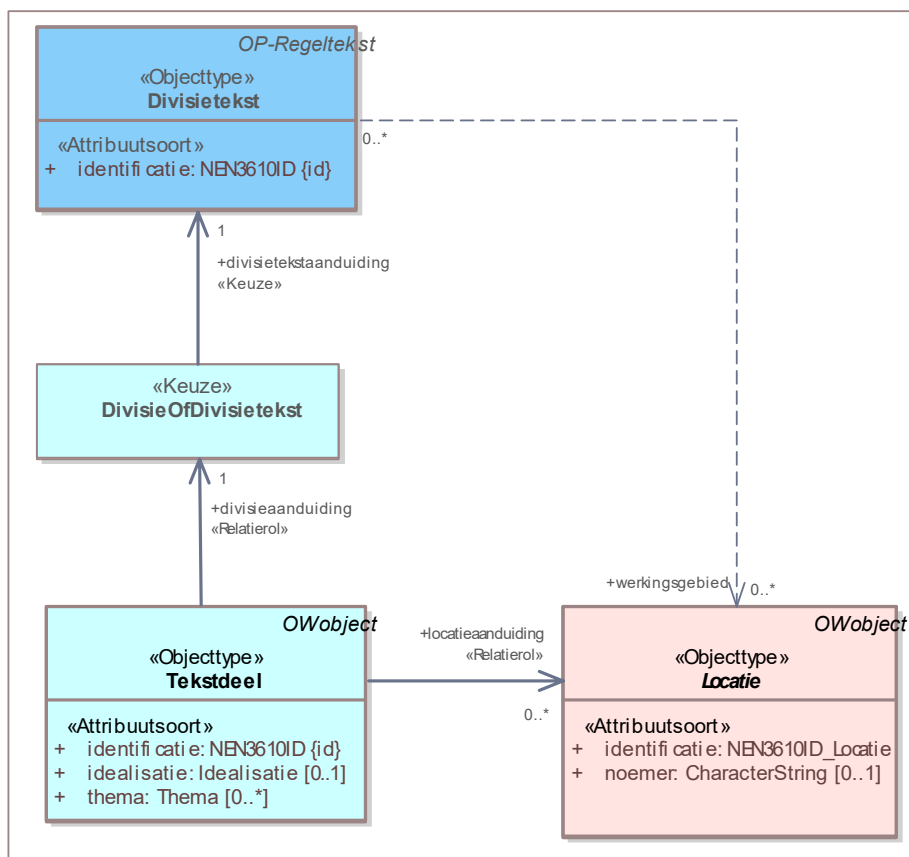 OP-Regeltekst
«Objecttype»
Divisietekst
«Attribuutsoort»
+ identificatie: NEN3610ID {id}
0..*
1
+divisietekstaanduiding
«Keuze»
«Keuze»
DivisieOfDivisietekst
1
+divisieaanduiding
«Relatierol»
+werkingsgebied
0..*
OWobject
«Objecttype»
Tekstdeel
«Attribuutsoort»
+ identificatie: NEN3610ID {id}
+ idealisatie: Idealisatie [0..1]
+ thema: Thema [0..*]
+locatieaanduiding
«Relatierol»
0..*
OWobject
«Objecttype»
Locatie
«Attribuutsoort»
+ identificatie: NEN3610ID_Locatie
+ noemer: CharacterString [0..1]